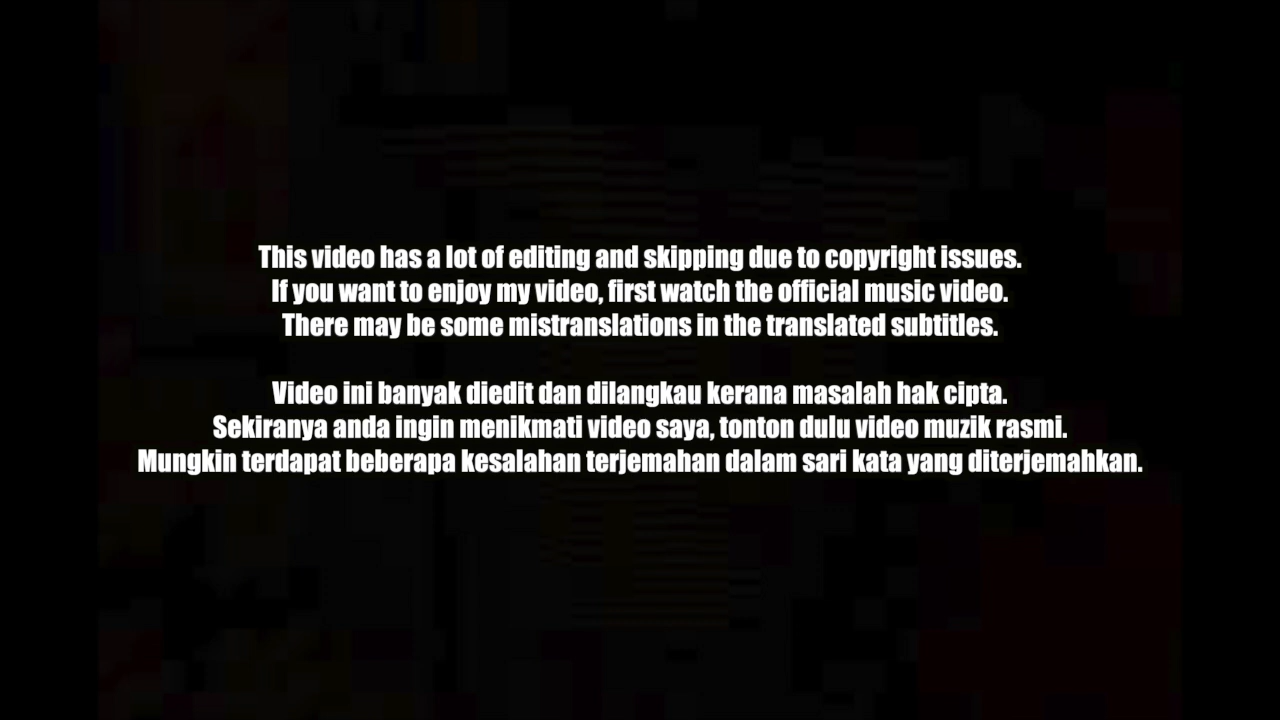 This video has a lot of editing and skipping due to copyright issues.
If you want to enjoy my video, first watch the official music video.
There may be some mistranslations in the translated subtitles.
Video ini banyak diedit dan dilangkau kerana masalah hak cipta.
Sekiranya anda ingin menikmati video saya, tonton dulu video muzik rasmi.
Mungkin terdapat beberapa kesalahan terjemahan dalam sari kata yang diterjemahkan.